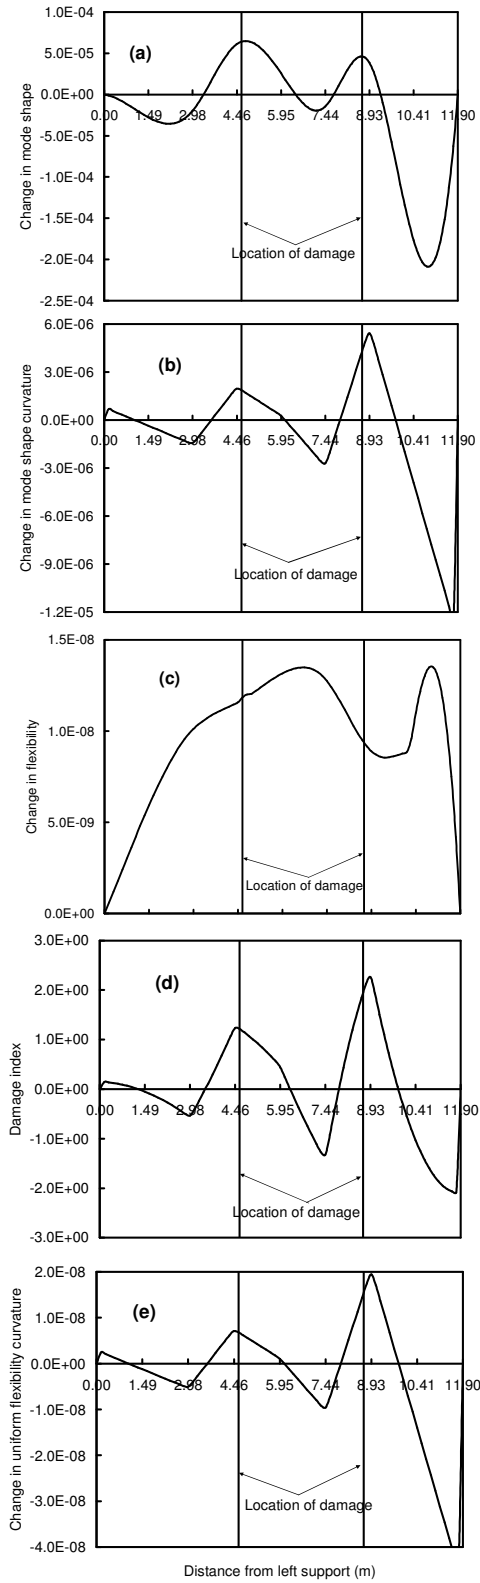 1.0E-04
(a)
5.0E-05
0.0E+00
0.00 1.49 2.98 4.46 5.95 7.44 8.93 10.41 11.90
-5.0E-05
-1.0E-04
-1.5E-04
Location of damage
-2.0E-04
-2.5E-04
Change in mode shape
6.0E-06
(b)
3.0E-06
0.0E+00
0.00 1.49 2.98 4.46 5.95 7.44 8.93 10.41 11.90
-3.0E-06
-6.0E-06
-9.0E-06
Location of damage
-1.2E-05
Change in mode shape curvature
1.5E-08
(c)
1.0E-08
5.0E-09
Location of damage
0.0E+00
Change in flexibility
3.0E+00
(d)
2.0E+00
1.0E+00
0.0E+00
0.00 1.49 2.98 4.46 5.95 7.44 8.93 10.41 11.90
-1.0E+00
-2.0E+00
Location of damage
-3.0E+00
Damage index
2.0E-08
(e)
1.0E-08
0.0E+00
0.00 1.49 2.98 4.46 5.95 7.44 8.93 10.41 11.90
-1.0E-08
-2.0E-08
-3.0E-08
Location of damage
-4.0E-08
Change in uniform flexibility curvature
Distance from left support (m)